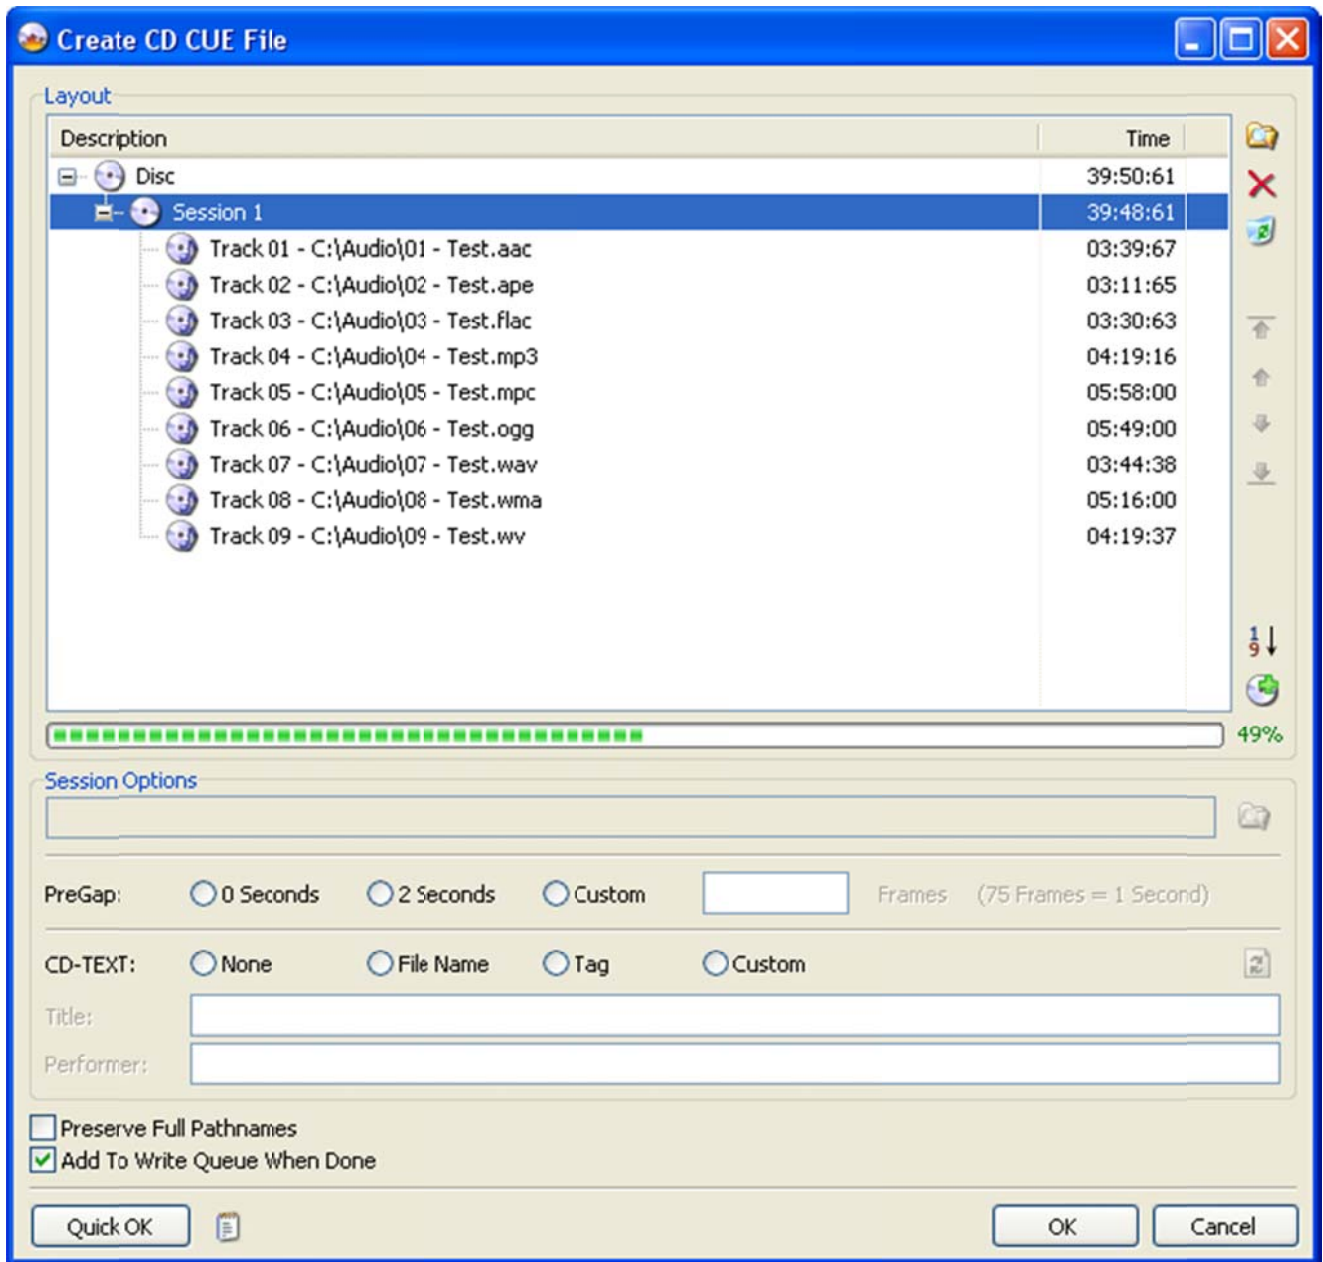 Create CD CUE File
Layout
Description Time
Disc 39:50:61
Session 1 39:48:61
Track 01 - C:\Audio\01 - Test.aac 03:39:67
Track 02 - C:\Audio\02 - Test.ape 03:11:65
Track 03 - C:\Audio\03 - Test.flac 03:30:63
Track 04 - C:\Audio\04 - Test.mp3 04:19:16
Track 05 - C:\Audio\05 - Test.mpc 05:58:00
Track 06 - C:\Audio\06 - Test.ogg 05:49:00
Track 07 - C:\Audio\07 - Test.wav 03:44:38
Track 08 - C:\Audio\08 - Test.wma 05:16:00
Track 09 - C:\Audio\09 - Test.wv 04:19:37
1
9
49%
Session Options
PreGap: 0 Seconds 2 Seconds Custom Frames (75 Frames = 1 Second)
CD-TEXT: None File Name Tag Custom
Title:
Performer:
Preserve Full Pathnames
Add To Write Queue When Done
Quick OK OK Cancel